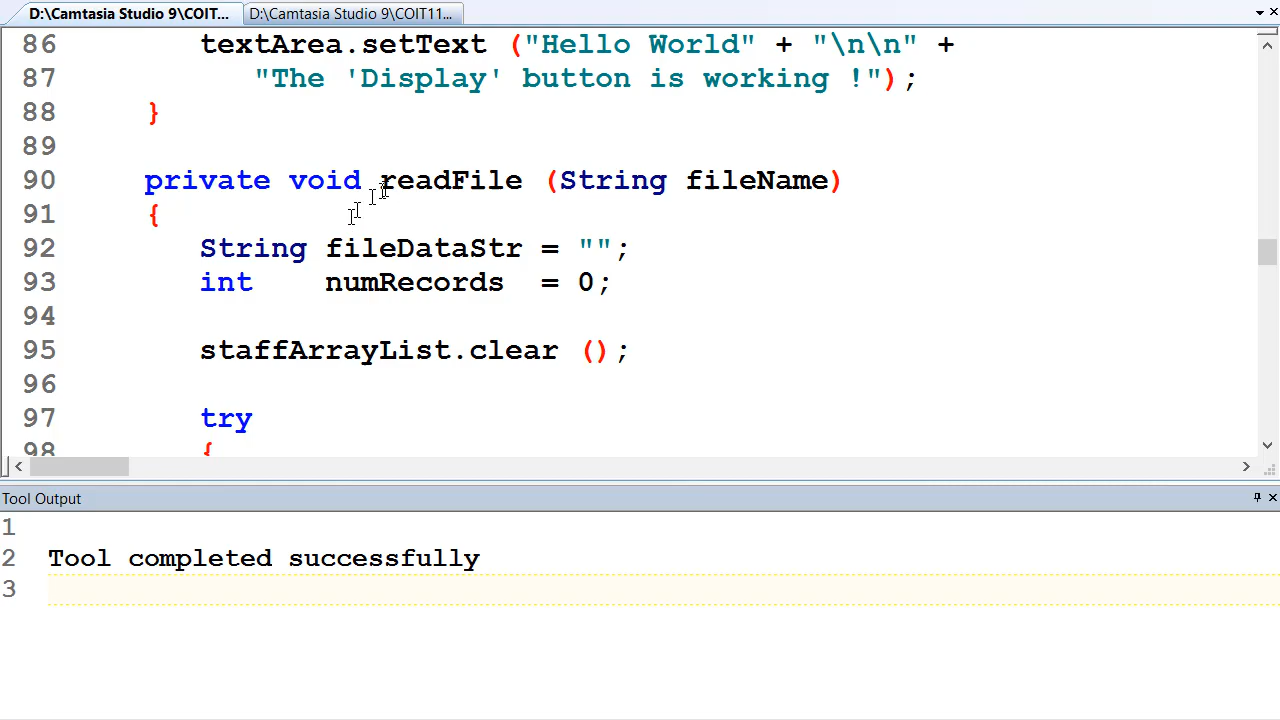 D:\Camtasia Studio 9\COIT... D:\Camtasia Studio 9\COIT11...
86 textArea.setText ("Hello World" + "\n\n" +
87 "The 'Display' button is working !");
88 }
89
90 private void readFile (String fileName)
91 {
92 String fileDataStr = "";
93 int numRecords = 0;
94
95 staffArrayList.clear ();
96
97 try
98 {
Tool Output
1
2 Tool completed successfully
3